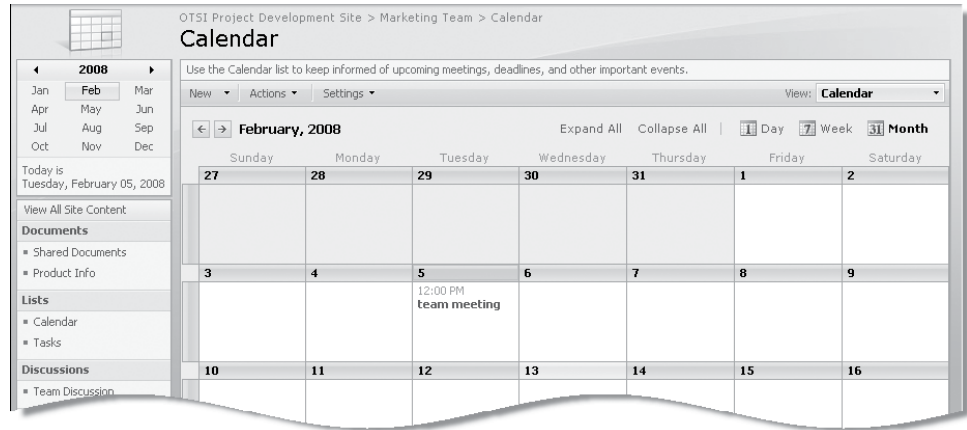 OTSI Project Development Site > Marketing Team > Calendar
Calendar
2008
Jan Feb Mar
Apr May Jun
Jul Aug Sep
Oct Nov Dec
Today is
Tuesday, February 05, 2008
View All Site Content
Documents
Shared Documents
Product Info
Lists
Calendar
Tasks
Discussions
Team Discussion
Use the Calendar list to keep informed of upcoming meetings, deadlines, and other important events.
New Actions Settings View: Calendar
February, 2008 Expand All Collapse All | 1 Day 7 Week 31 Month
Sunday Monday Tuesday Wednesday Thursday Friday Saturday
27 28 29 30 31 1 2
3 4 5 6 7 8 9
12:00 PM
team meeting
10 11 12 13 14 15 16